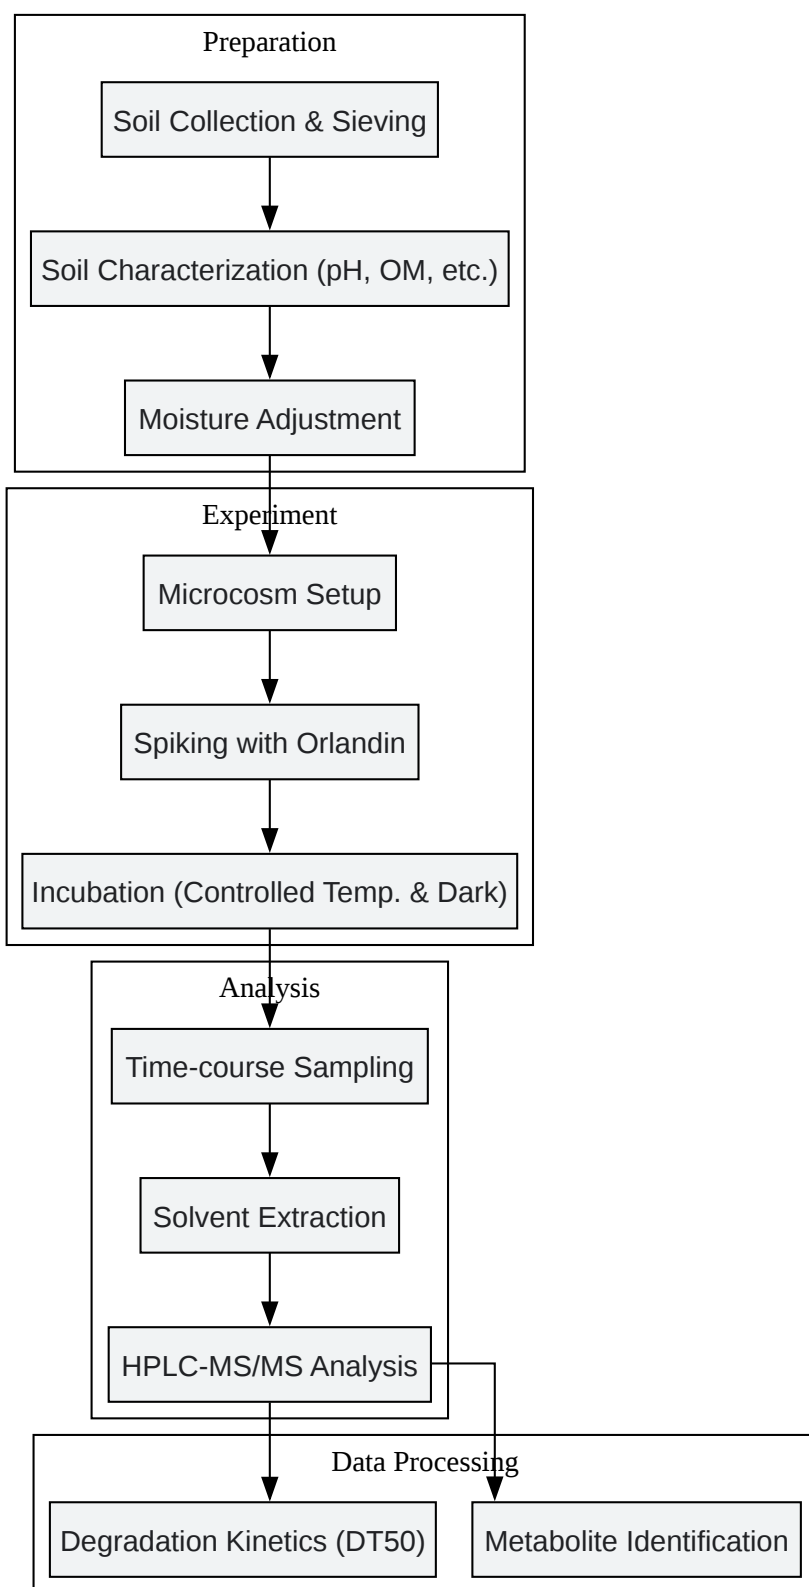 Preparation
Soil Collection & Sieving
Soil Characterization (pH, OM, etc.)
Moisture Adjustment
Experiment
Microcosm Setup
Spiking with Orlandin
Incubation (Controlled Temp. & Dark)
Analysis
Time-course Sampling
Solvent Extraction
HPLC-MS/MS Analysis
Data Processing
Degradation Kinetics (DT50)
Metabolite Identification